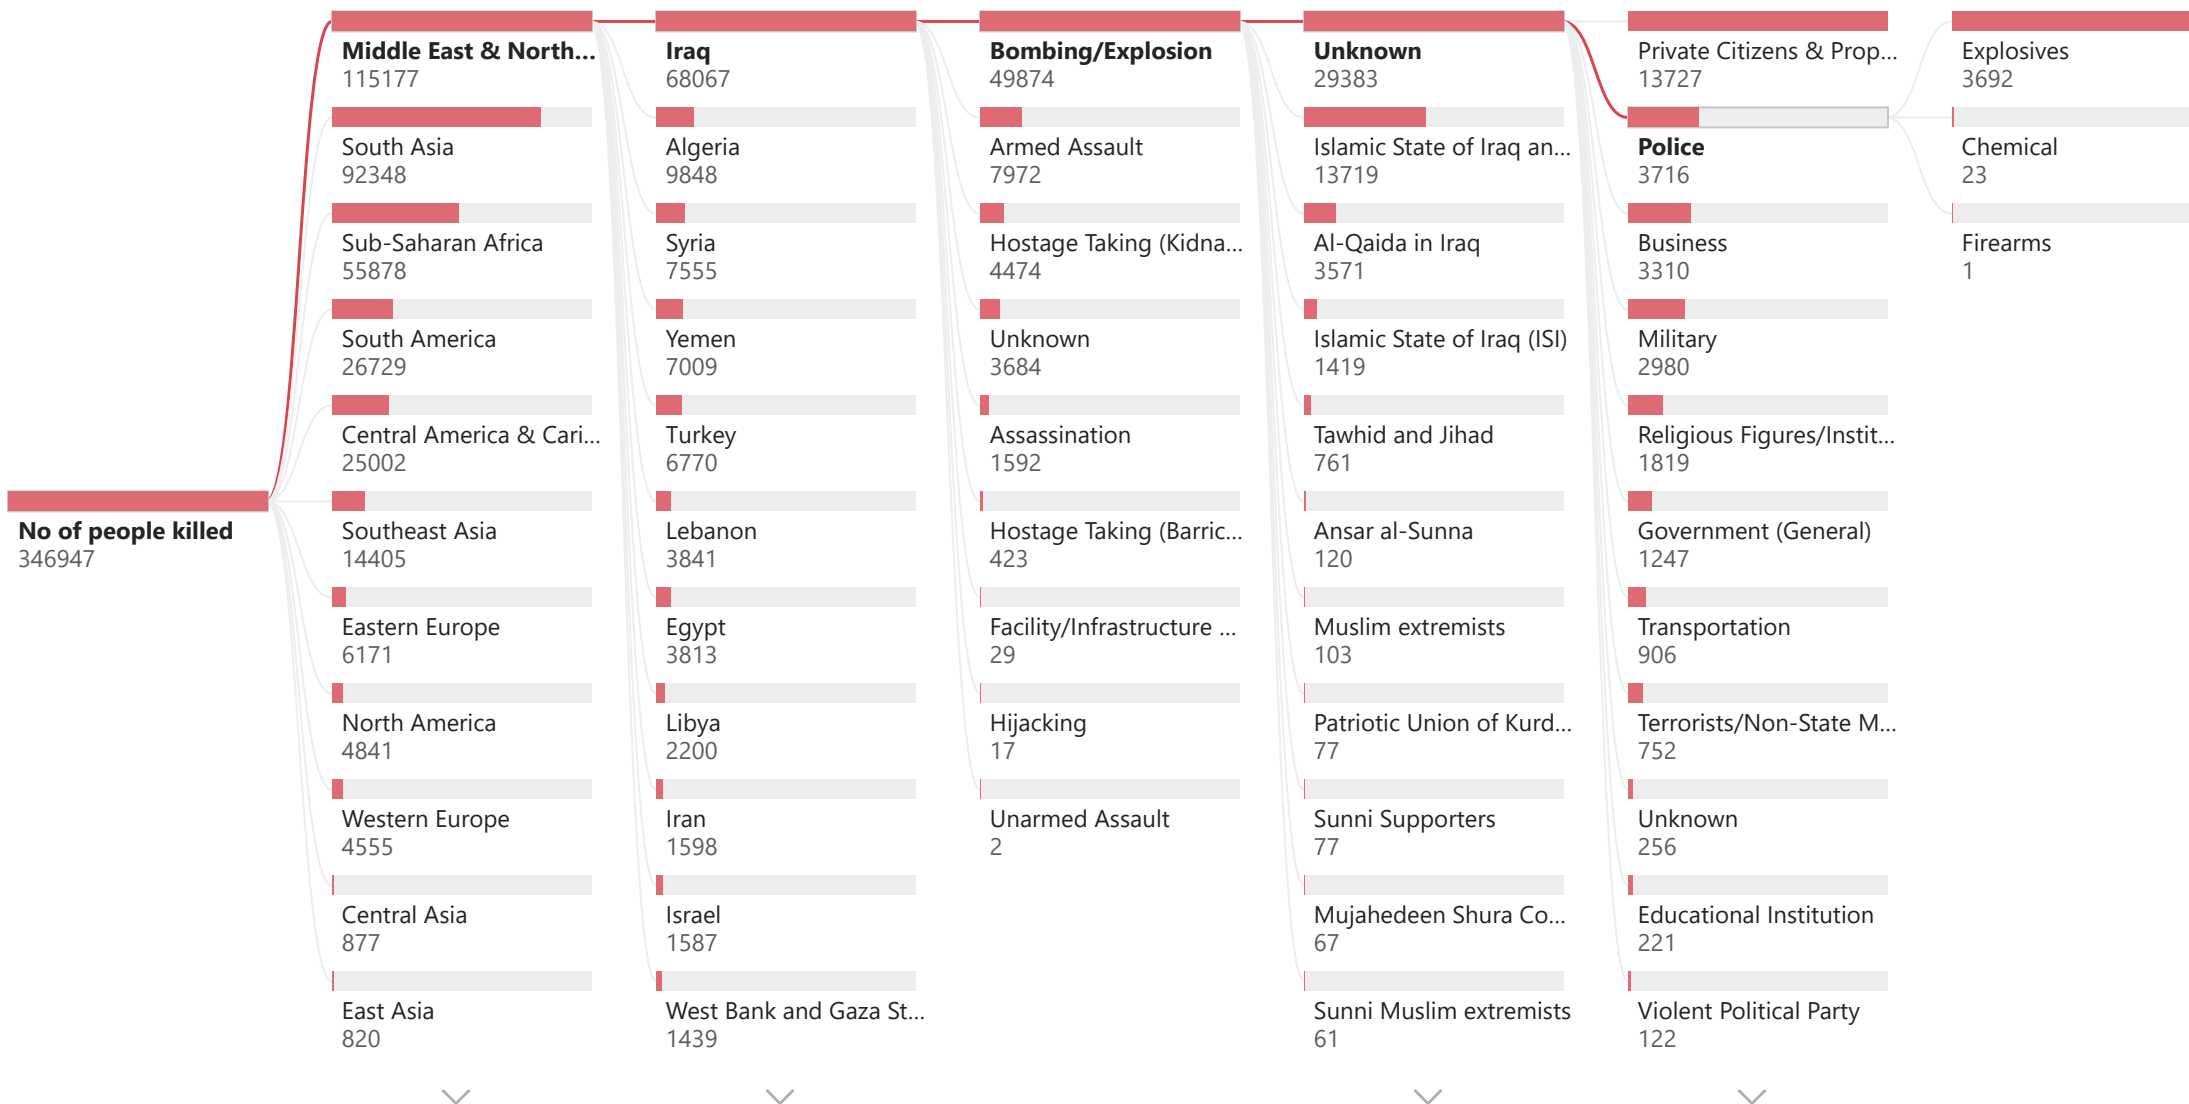 No of people killed
346947
Middle East & North...
115177
South Asia
92348
Sub-Saharan Africa
55878
South America
26729
Central America & Cari...
25002
Southeast Asia
14405
Eastern Europe
6171
North America
4841
Western Europe
4555
Central Asia
877
East Asia
820
Iraq
68067
Algeria
9848
Syria
7555
Yemen
7009
Turkey
6770
Lebanon
3841
Egypt
3813
Libya
2200
Iran
1598
Israel
1587
West Bank and Gaza St...
1439
Bombing/Explosion
49874
Armed Assault
7972
Hostage Taking (Kidna...
4474
Unknown
3684
Assassination
1592
Hostage Taking (Barric...
423
Facility/Infrastructure ...
29
Hijacking
17
Unarmed Assault
2
Unknown
29383
Islamic State of Iraq an...
13719
Al-Qaida in Iraq
3571
Islamic State of Iraq (ISI)
1419
Tawhid and Jihad
761
Ansar al-Sunna
120
Muslim extremists
103
Patriotic Union of Kurd...
77
Sunni Supporters
77
Mujahedeen Shura Co...
67
Sunni Muslim extremists
61
Private Citizens & Prop...
13727
Police
3716
Business
3310
Military
2980
Religious Figures/Instit...
1819
Government (General)
1247
Transportation
906
Terrorists/Non-State M...
752
Unknown
256
Educational Institution
221
Violent Political Party
122
Explosives
3692
Chemical
23
Firearms
1